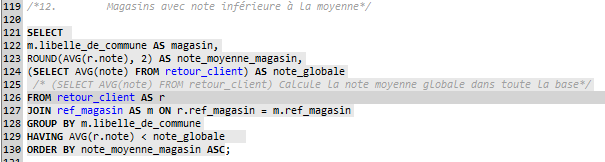 119 /*12. Magasins avec note inférieure à la moyenne*/
120
121 SELECT
122 m.libelle_de_commune AS magasin,
123 ROUND(AVG(r.note), 2) AS note_moyenne_magasin,
124 (SELECT AVG(note) FROM retour_client) AS note_globale
125 /* (SELECT AVG(note) FROM retour_client) Calcule la note moyenne globale dans toute la base*/
126 FROM retour_client AS r
127 JOIN ref_magasin AS m ON r.ref_magasin = m.ref_magasin
128 GROUP BY m.libelle_de_commune
129 HAVING AVG(r.note) < note_globale
130 ORDER BY note_moyenne_magasin ASC;